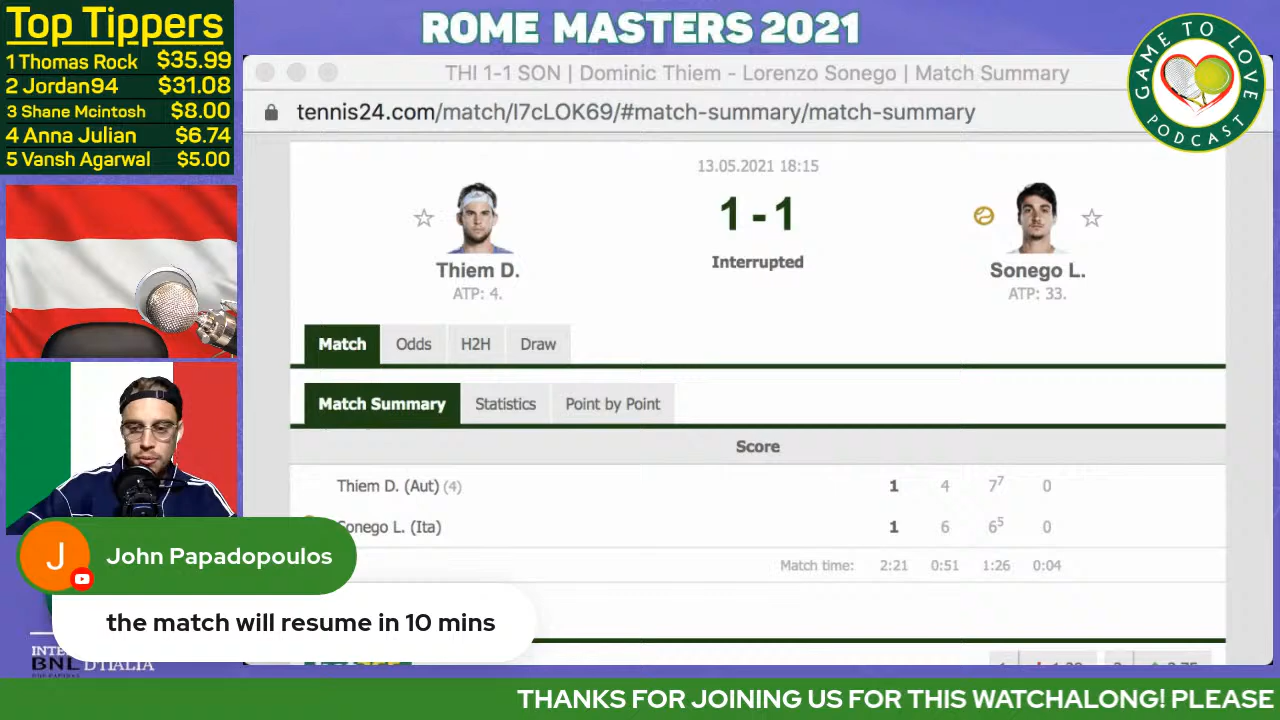 Top Tippers
1 Thomas Rock $35.99
2 Jordan94 $31.08
3 Shane Mcintosh $8.00
4 Anna Julian $6.74
5 Vansh Agarwal $5.00
ROME MASTERS 2021
GAME TO LOVE
PODCAST
THI 1-1 SON | Dominic Thiem - Lorenzo Sonego | Match Summary
tennis24.com/match/I7cLOK69/#match-summary/match-summary
13.05.2021 18:15
1 - 1
Interrupted
Thiem D.
ATP: 4.
Sonego L.
ATP: 33.
Match Odds H2H Draw
Match Summary Statistics Point by Point
Score
Thiem D. (Aut) (4) 1 4 7⁷ 0
Sonego L. (Ita) 1 6 6⁵ 0
Match time: 2:21 0:51 1:26 0:04
J
John Papadopoulos
the match will resume in 10 mins
INTE
BNL D'ITALIA
THANKS FOR JOINING US FOR THIS WATCHALONG! PLEASE